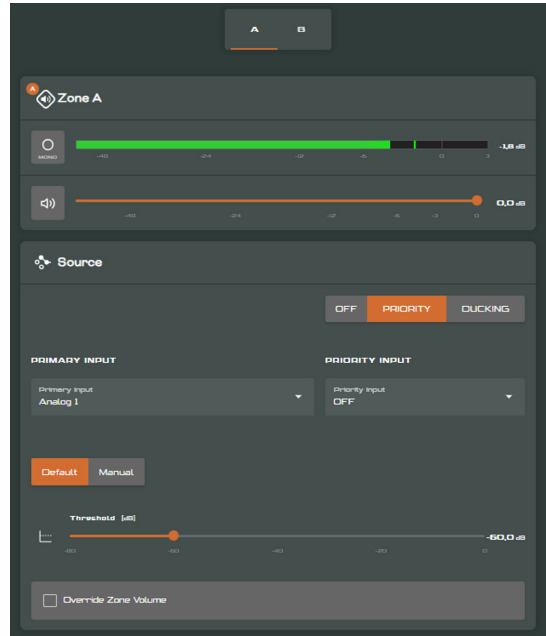 A B
A
Zone A
MONO
-1,8 dB
-40 -24 -12 -6 0 3
0,0 dB
-40 -24 -12 -6 -3 0
Source
OFF PRIORITY DUCKING
PRIMARY INPUT PRIORITY INPUT
Primary Input Priority Input
Analog 1 OFF
Default Manual
Threshold [dB]
-60,0 dB
-80 -60 -40 -20 0
Override Zone Volume